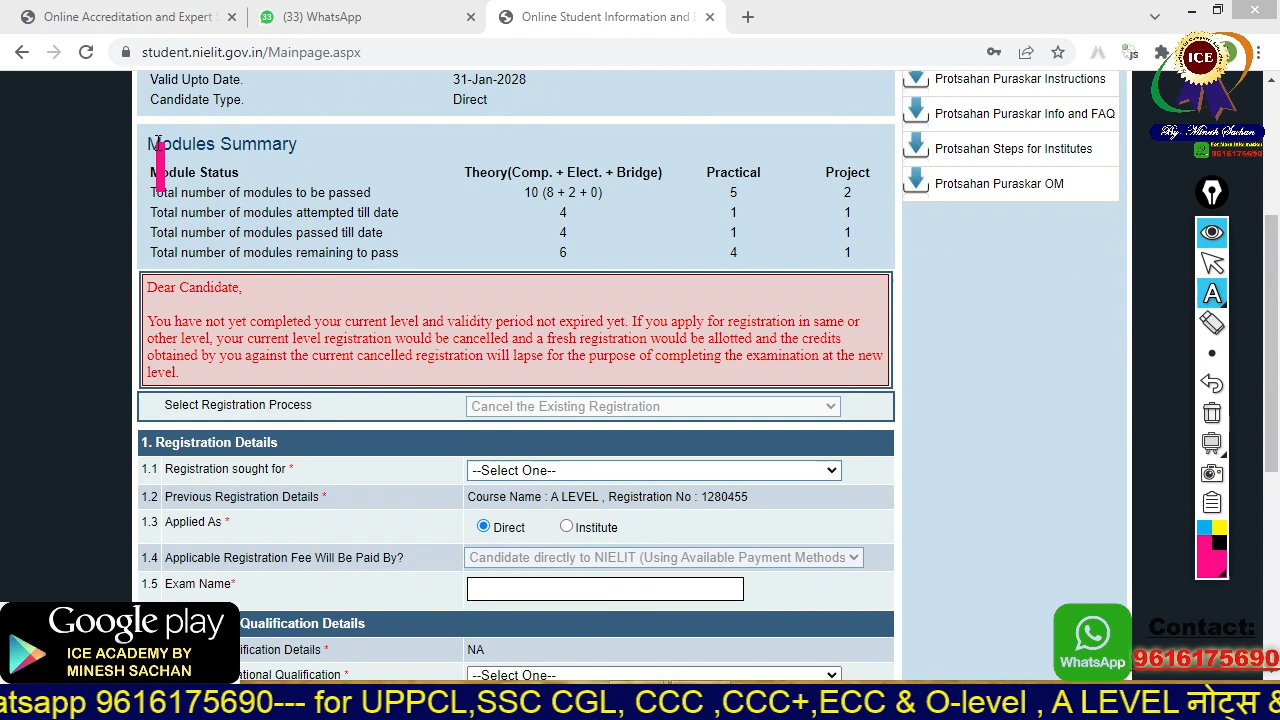 Online Accreditation and Expert S
(33) WhatsApp
Online Student Information and E
student.nielit.gov.in/Mainpage.aspx
JS
ICE
By - Minesh Sachan
For More Information
9616175690
Valid Upto Date. 31-Jan-2028
Candidate Type. Direct
Protsahan Puraskar Instructions
Protsahan Puraskar Info and FAQ
Protsahan Steps for Institutes
Protsahan Puraskar OM
Modules Summary
Module Status Theory(Comp. + Elect. + Bridge) Practical Project
Total number of modules to be passed 10 (8 + 2 + 0) 5 2
Total number of modules attempted till date 4 1 1
Total number of modules passed till date 4 1 1
Total number of modules remaining to pass 6 4 1
Dear Candidate,
You have not yet completed your current level and validity period not expired yet. If you apply for registration in same or
other level, your current level registration would be cancelled and a fresh registration would be allotted and the credits
obtained by you against the current cancelled registration will lapse for the purpose of completing the examination at the new
level.
Select Registration Process Cancel the Existing Registration
1. Registration Details
1.1 Registration sought for * --Select One--
1.2 Previous Registration Details * Course Name : A LEVEL , Registration No : 1280455
1.3 Applied As * Direct Institute
1.4 Applicable Registration Fee Will Be Paid By? Candidate directly to NIELIT (Using Available Payment Methods
1.5 Exam Name*
Qualification Details
ification Details * NA
tional Qualification * --Select One--
Google play
ICE ACADEMY BY
MINESH SACHAN
WhatsApp
Contact:
9616175690
atsapp 9616175690--- for UPPCL,SSC CGL, CCC ,CCC+,ECC & O-level , A LEVEL नोट्स &